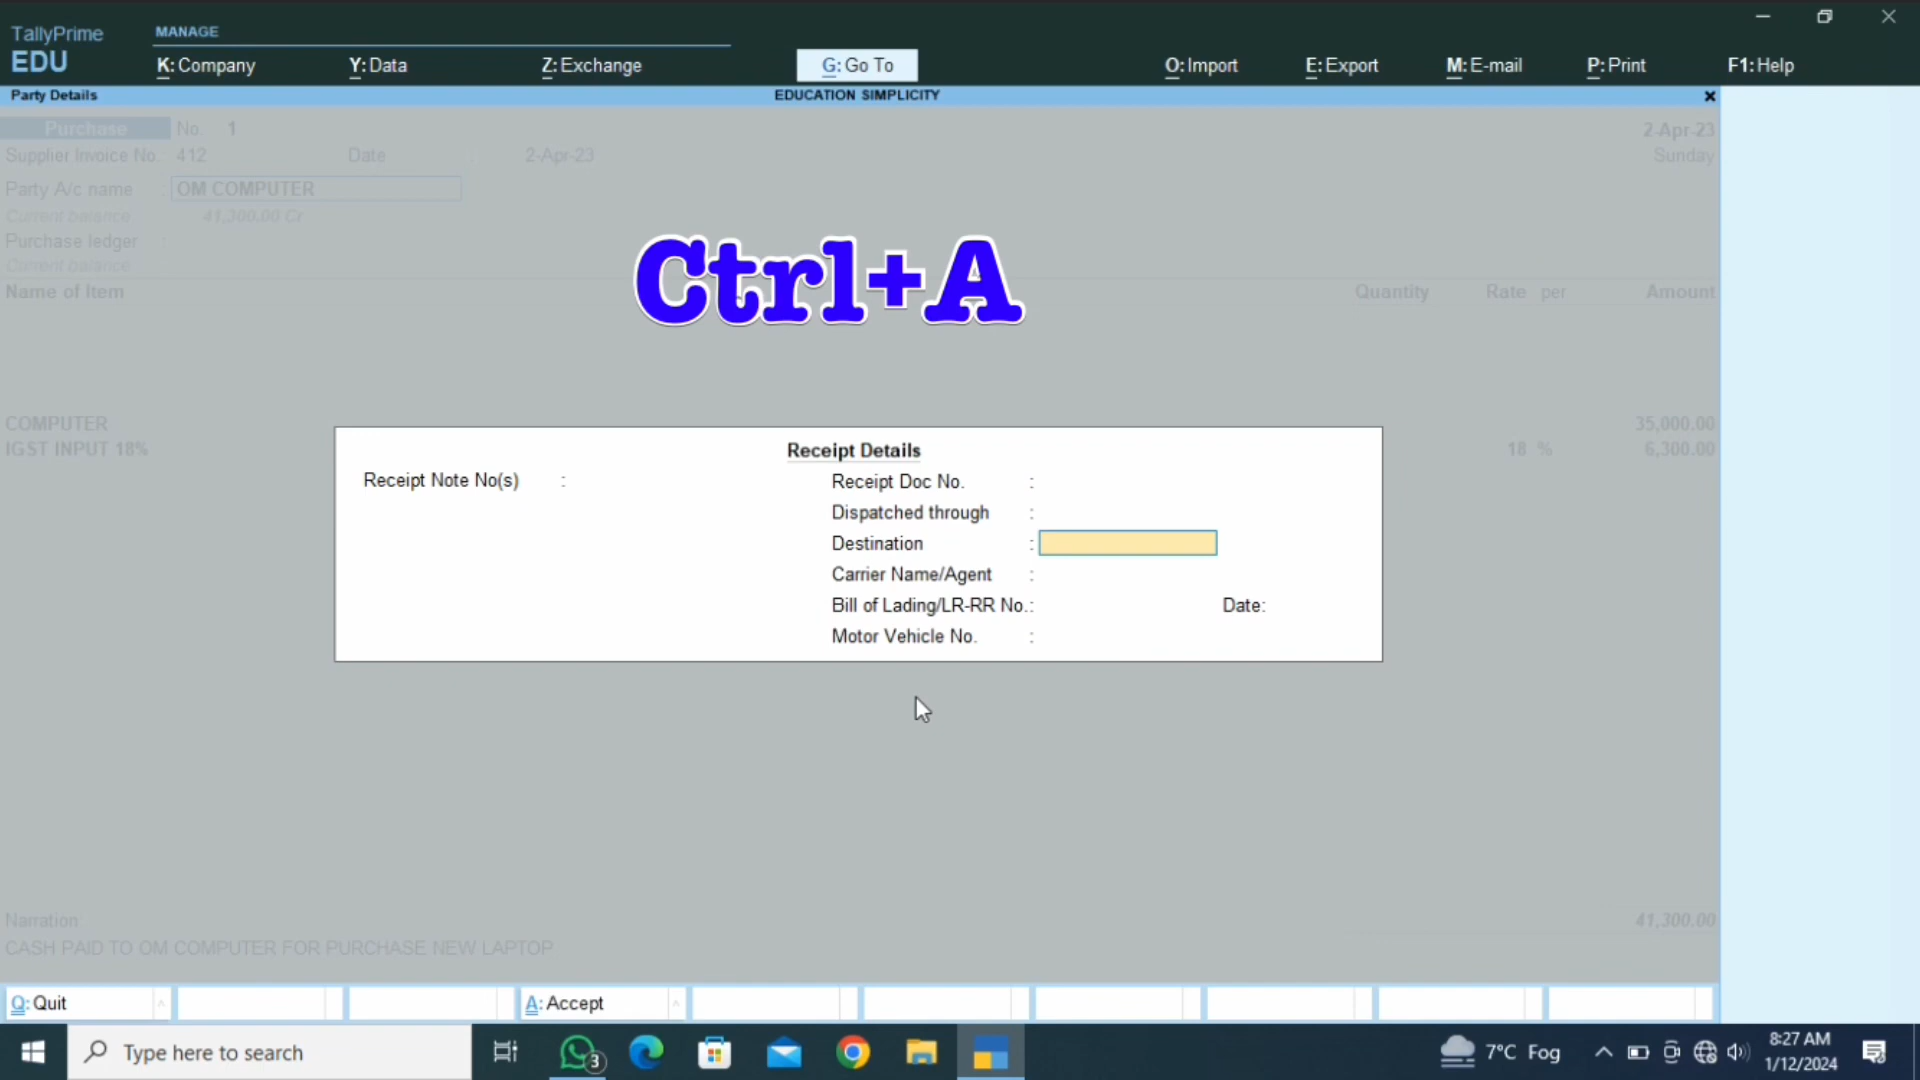 TallyPrime
EDU
MANAGE
K: Company
Y: Data
Z: Exchange
G: Go To
O: Import
E: Export
M: E-mail
P: Print
F1: Help
Party Details
EDUCATION SIMPLICITY
Purchase No. 1
2-Apr-23
Supplier Invoice No. 412 Date : 2-Apr-23
Sunday
Party A/c name : OM COMPUTER
Current balance : 41,300.00 Cr
Purchase ledger :
Current balance :
Ctrl+A
Name of Item Quantity Rate per Amount
COMPUTER 35,000.00
IGST INPUT 18% 18 % 6,300.00
Receipt Details
Receipt Note No(s) :
Receipt Doc No. :
Dispatched through :
Destination :
Carrier Name/Agent :
Bill of Lading/LR-RR No.: Date:
Motor Vehicle No. :
Narration
41,300.00
CASH PAID TO OM COMPUTER FOR PURCHASE NEW LAPTOP
Q: Quit
A: Accept
Type here to search
3
7°C Fog
8:27 AM
1/12/2024